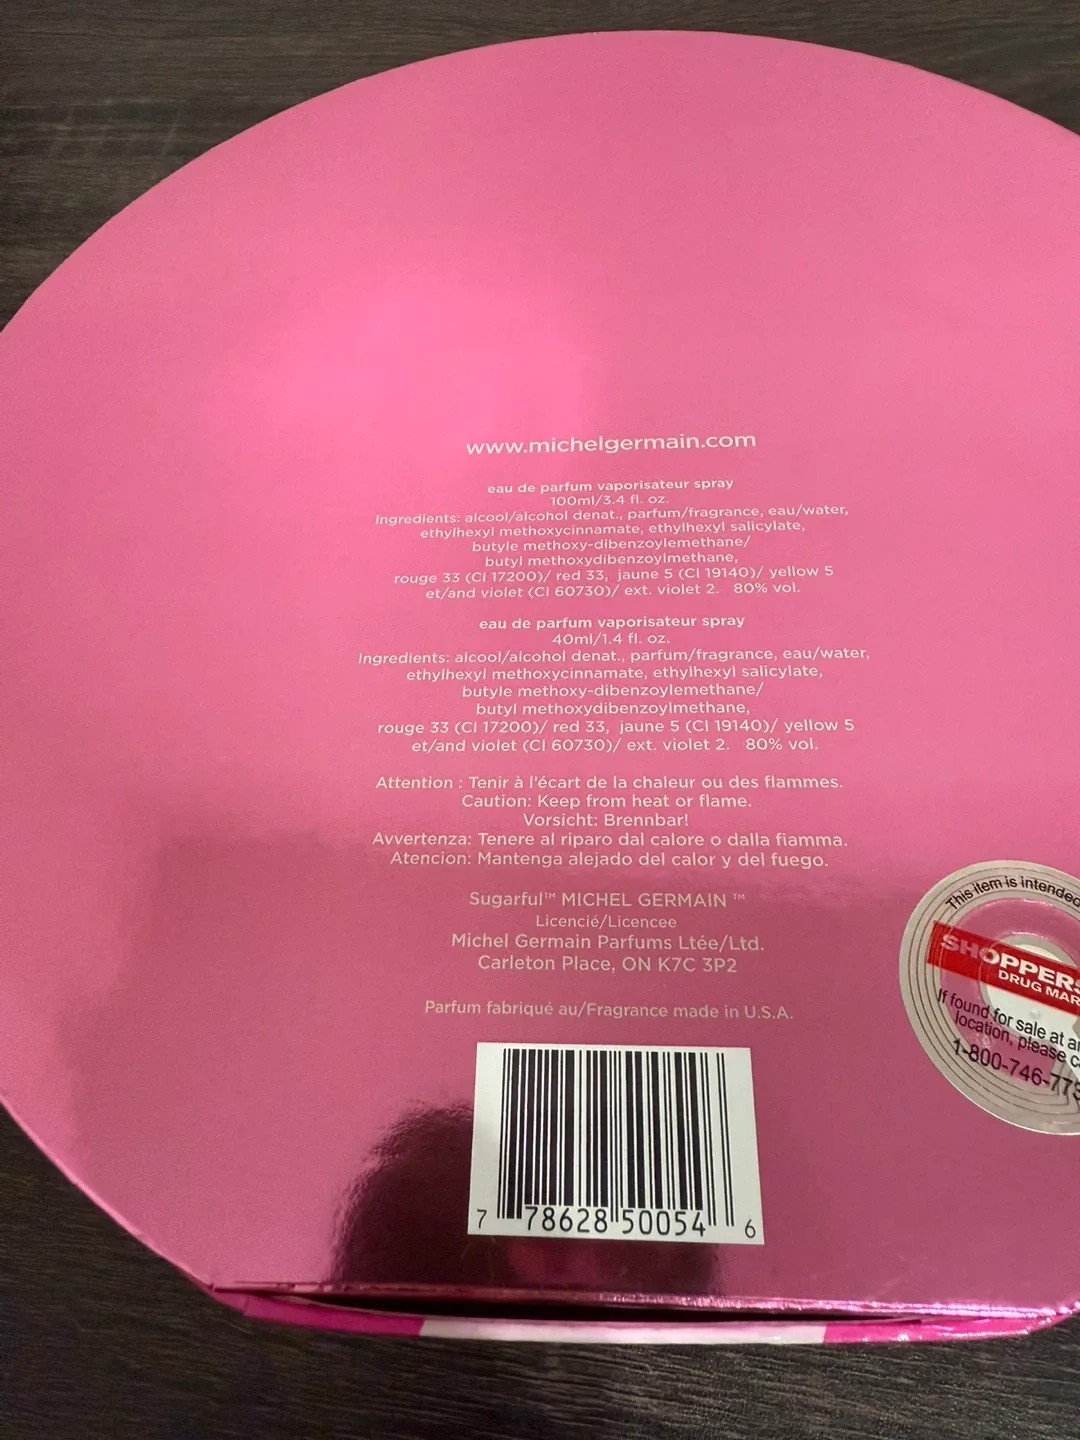 www.michelgermain.com
eau de parfum vaporisateur spray
100ml/3.4 fl. oz.
Ingredients: alcool/alcohol denat., parfum/fragrance, eau/water,
ethylhexyl methoxycinnamate, ethylhexyl salicylate,
butyle methoxy-dibenzoylemethane/
butyl methoxydibenzoylmethane,
rouge 33 (CI 17200)/ red 33, jaune 5 (CI 19140)/ yellow 5
et/and violet (CI 60730)/ ext. violet 2. 80% vol.
eau de parfum vaporisateur spray
40ml/1.4 fl. oz.
Ingredients: alcool/alcohol denat., parfum/fragrance, eau/water,
ethylhexyl methoxycinnamate, ethylhexyl salicylate,
butyle methoxy-dibenzoylemethane/
butyl methoxydibenzoylmethane,
rouge 33 (CI 17200)/ red 33, jaune 5 (CI 19140)/ yellow 5
et/and violet (CI 60730)/ ext. violet 2. 80% vol.
Attention : Tenir à l'écart de la chaleur ou des flammes.
Caution: Keep from heat or flame.
Vorsicht: Brennbar!
Avvertenza: Tenere al riparo dal calore o dalla fiamma.
Atencion: Mantenga alejado del calor y del fuego.
Sugarful™ MICHEL GERMAIN ™
Licencié/Licencee
Michel Germain Parfums Ltée/Ltd.
Carleton Place, ON K7C 3P2
Parfum fabriqué au/Fragrance made in U.S.A.
7 78628 50054 6
This item is intended
SHOPPERS
DRUG MAR
If found for sale at
location, please
1-800-746-77